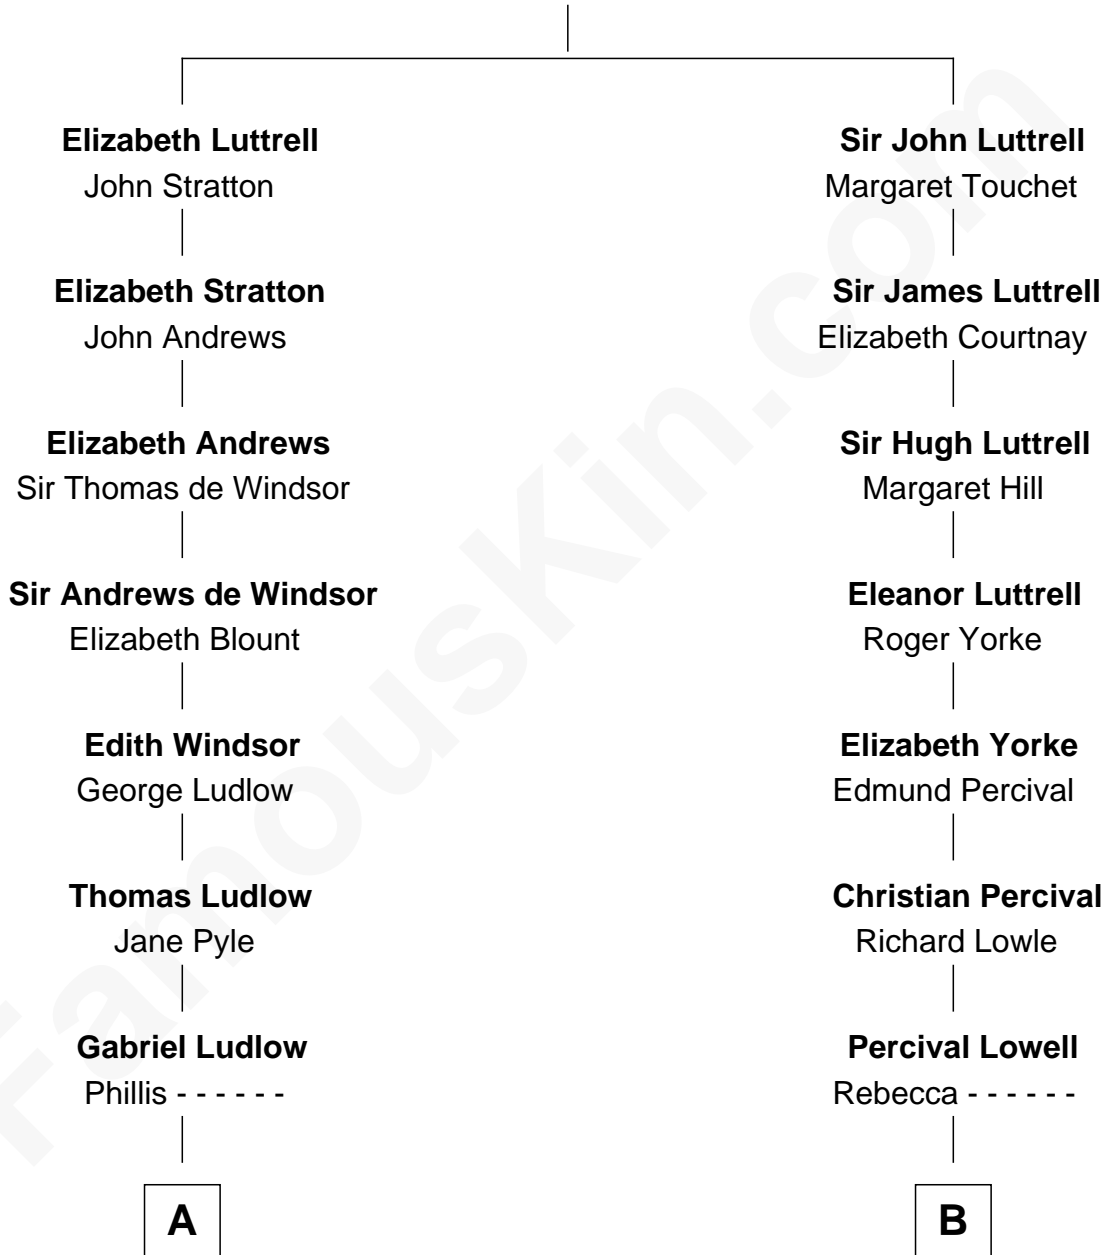 Elizabeth Luttrell
John Stratton
Elizabeth Stratton
John Andrews
Elizabeth Andrews
Sir Thomas de Windsor
Sir Andrews de Windsor
Elizabeth Blount
Edith Windsor
George Ludlow
Thomas Ludlow
Jane Pyle
Gabriel Ludlow
Phillis - - - - - -
A
Sir John Luttrell
Margaret Touchet
Sir James Luttrell
Elizabeth Courtnay
Sir Hugh Luttrell
Margaret Hill
Eleanor Luttrell
Roger Yorke
Elizabeth Yorke
Edmund Percival
Christian Percival
Richard Lowle
Percival Lowell
Rebecca - - - - - -
B
FamousKin.com